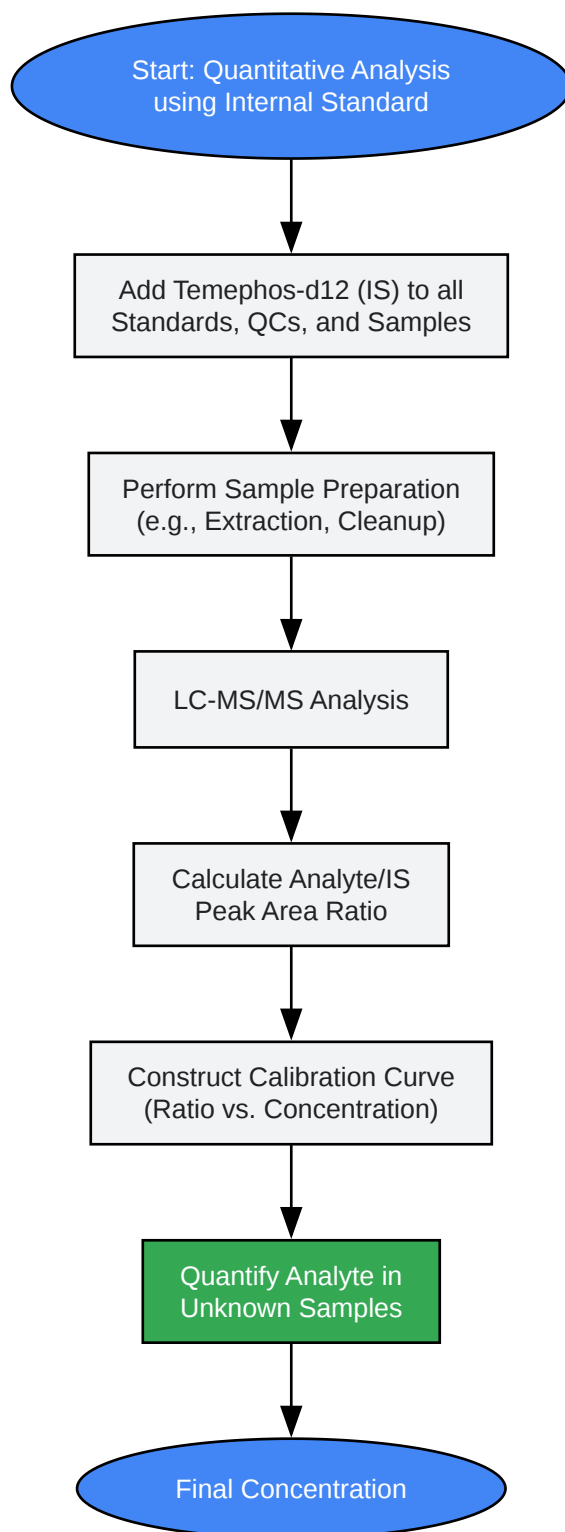 Start: Quantitative Analysis
using Internal Standard
Add Temephos-d12 (IS) to all
Standards, QCs, and Samples
Perform Sample Preparation
(e.g., Extraction, Cleanup)
LC-MS/MS Analysis
Calculate Analyte/IS
Peak Area Ratio
Construct Calibration Curve
(Ratio vs. Concentration)
Quantify Analyte in
Unknown Samples
Final Concentration